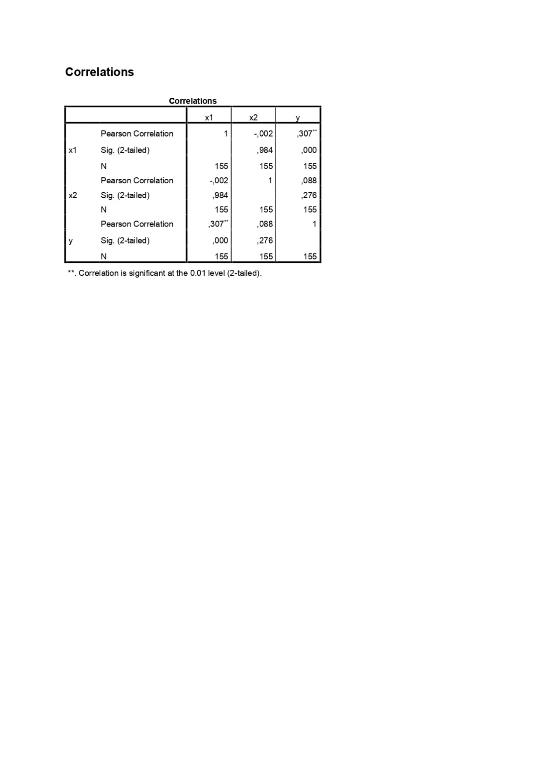 Correlations
Correlations
x1 x2 y
Pearson Correlation 1 -,002 ,307**
x1 Sig. (2-tailed) ,984 ,000
N 155 155 155
Pearson Correlation -,002 1 ,088
x2 Sig. (2-tailed) ,984 ,276
N 155 155 155
Pearson Correlation ,307** ,088 1
y Sig. (2-tailed) ,000 ,276
N 155 155 155
**. Correlation is significant at the 0.01 level (2-tailed).